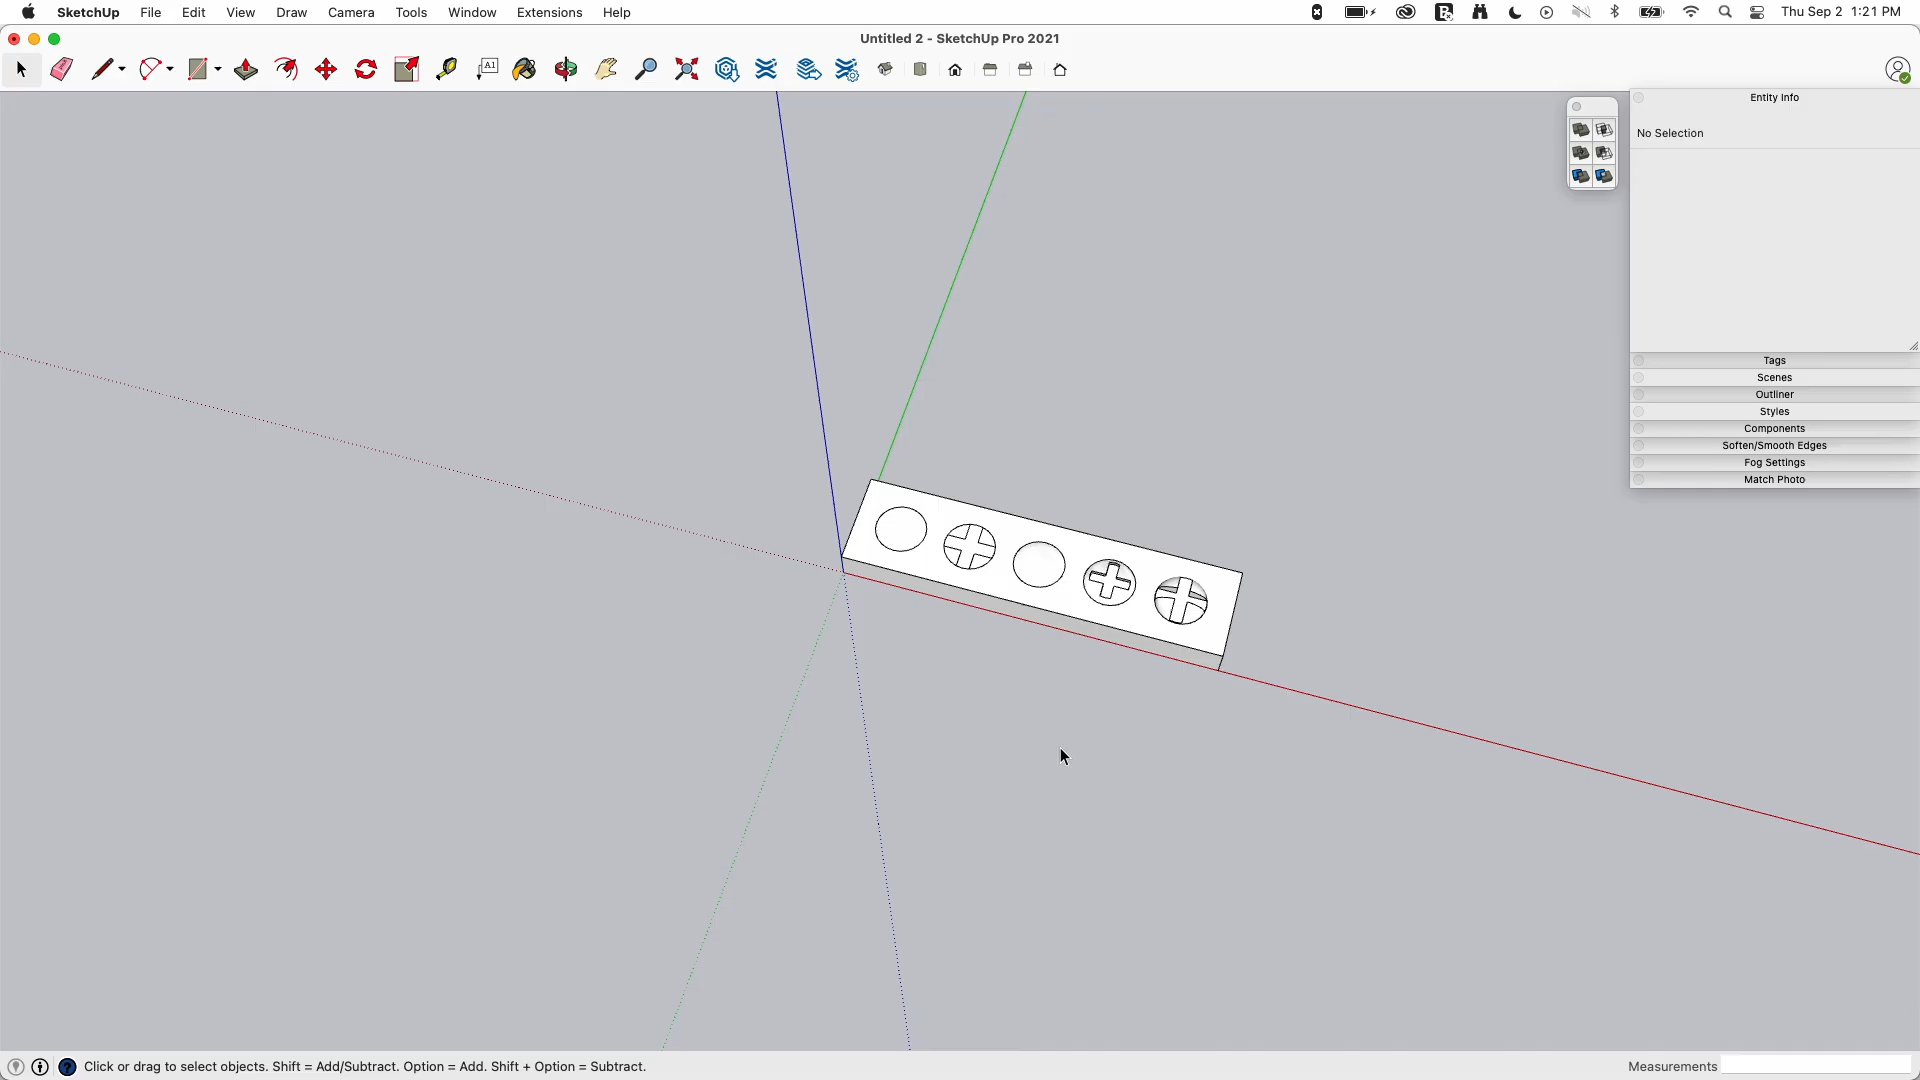 SketchUp File Edit View Draw Camera Tools Window Extensions Help Thu Sep 2 1:21 PM
Untitled 2 - SketchUp Pro 2021
A1
Entity Info
No Selection
Tags
Scenes
Outliner
Styles
Components
Soften/Smooth Edges
Fog Settings
Match Photo
Click or drag to select objects. Shift = Add/Subtract. Option = Add. Shift + Option = Subtract. Measurements